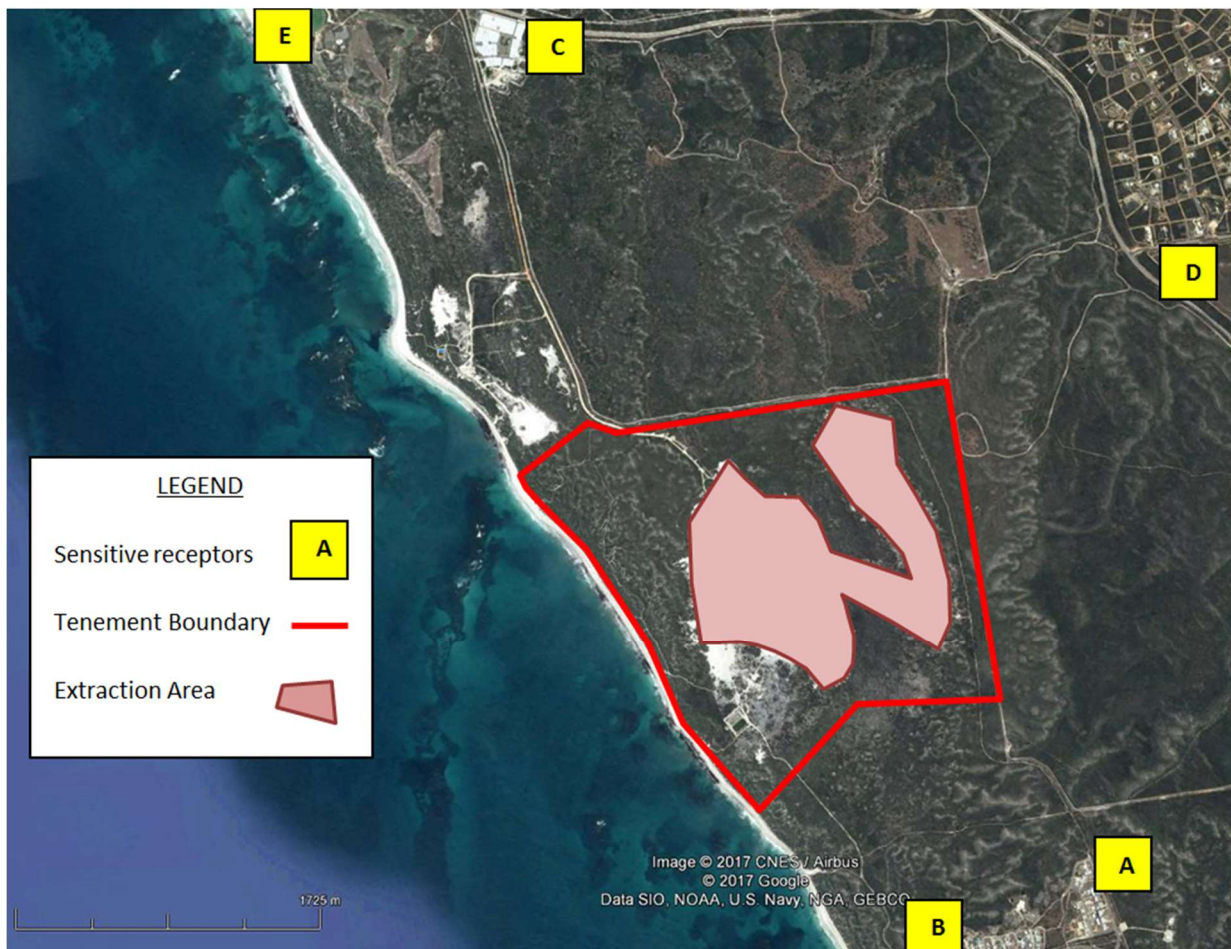 E
C
D
LEGEND
Sensitive receptors
A
Tenement Boundary
Extraction Area
1725 m
Image © 2017 CNES / Airbus
© 2017 Google
Data SIO, NOAA, U.S. Navy, NGA, GEBCO
A
B